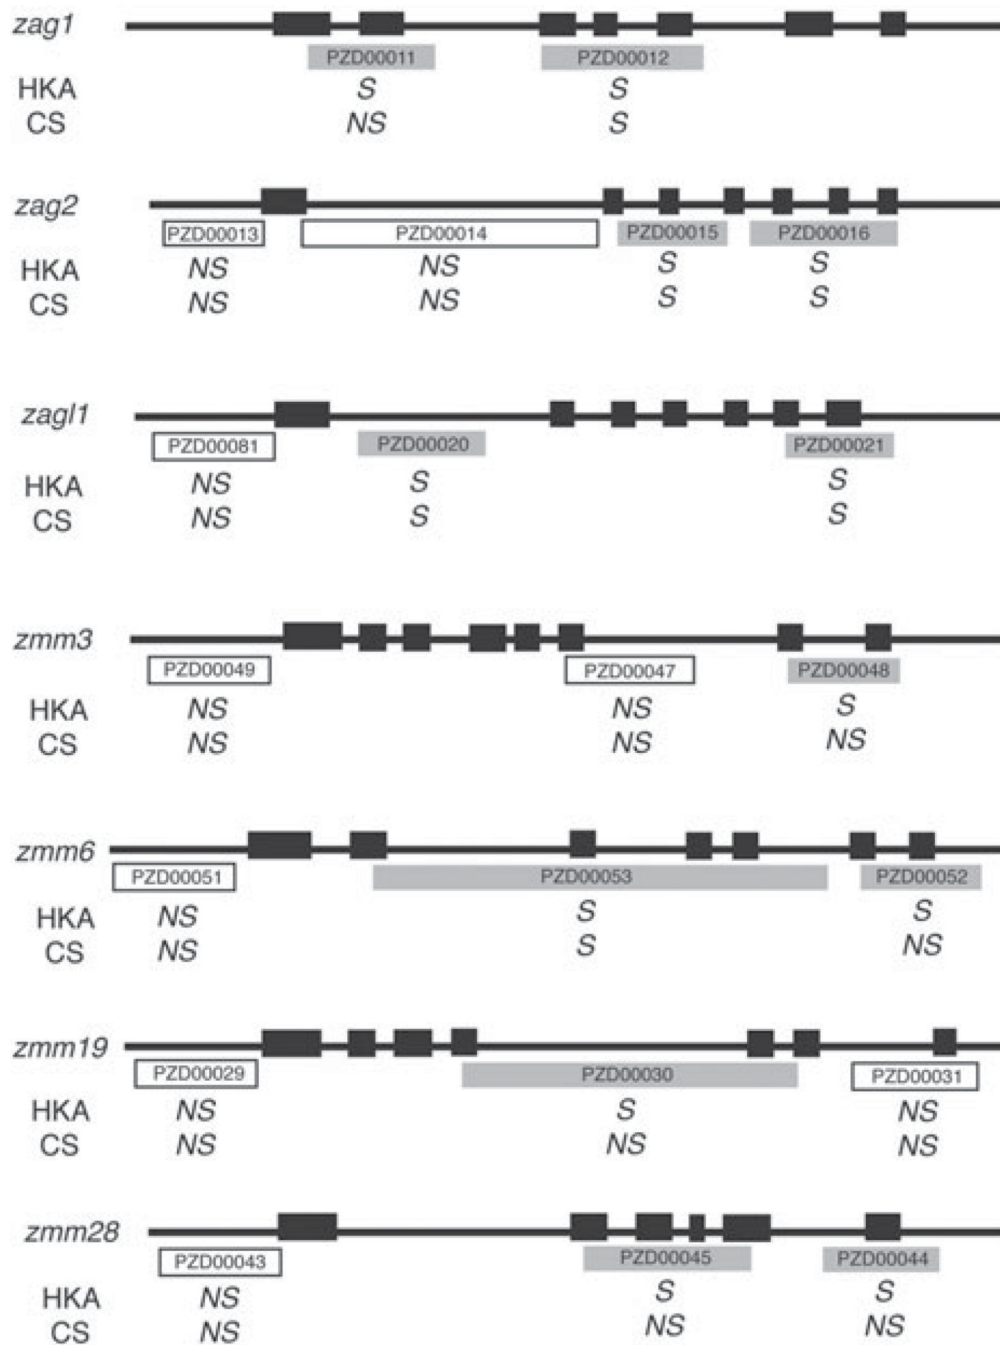 zag1
PZD00011 PZD00012
HKA S S
CS NS S
zag2
PZD00013 PZD00014 PZD00015 PZD00016
HKA NS NS S S
CS NS NS S S
zagl1
PZD00081 PZD00020 PZD00021
HKA NS S S
CS NS S S
zmm3
PZD00049 PZD00047 PZD00048
HKA NS NS S
CS NS NS NS
zmm6
PZD00051 PZD00053 PZD00052
HKA NS S S
CS NS S NS
zmm19
PZD00029 PZD00030 PZD00031
HKA NS S NS
CS NS NS NS
zmm28
PZD00043 PZD00045 PZD00044
HKA NS S S
CS NS NS NS